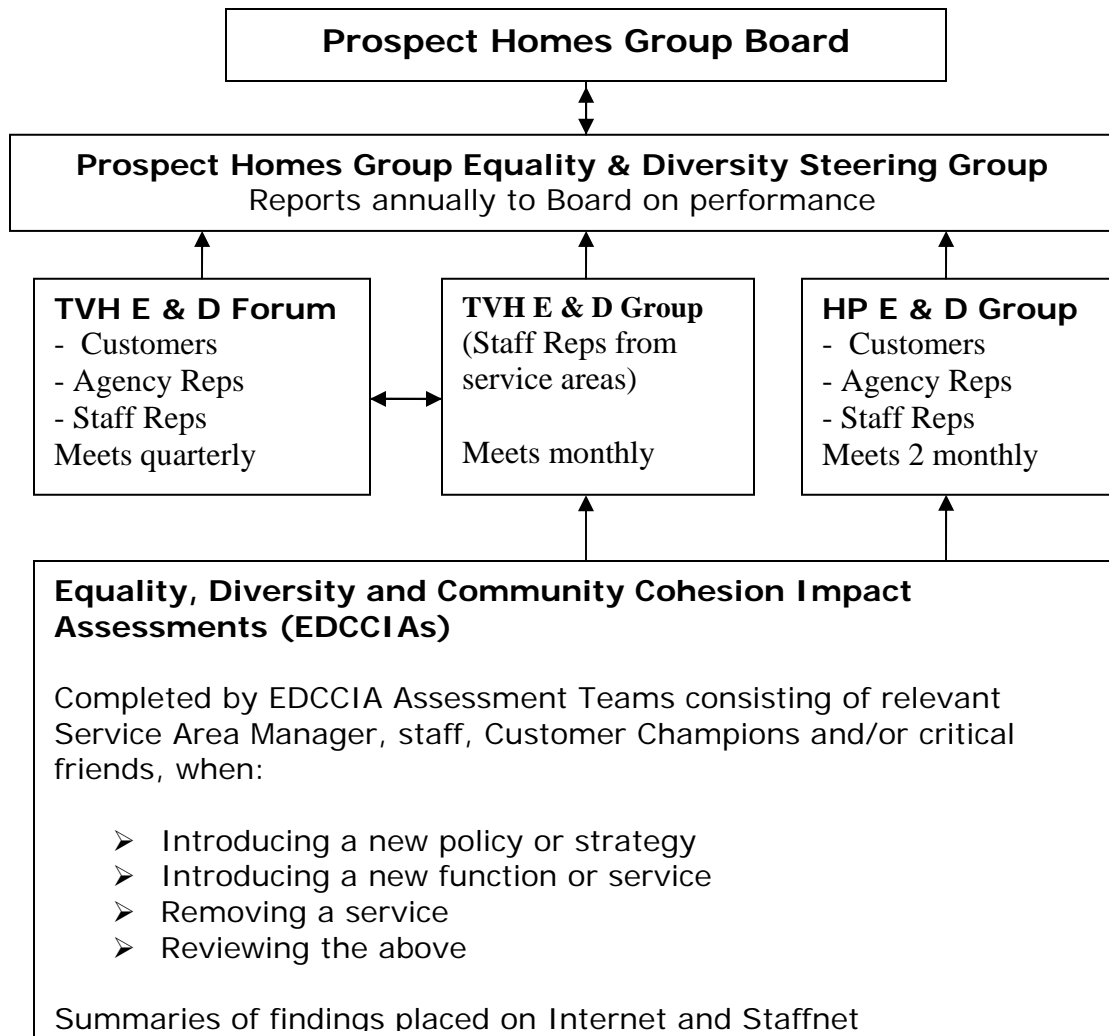 Prospect Homes Group Board
Prospect Homes Group Equality & Diversity Steering Group
Reports annually to Board on performance
TVH E & D Forum
- Customers
- Agency Reps
- Staff Reps
Meets quarterly
TVH E & D Group
(Staff Reps from
service areas)
Meets monthly
HP E & D Group
- Customers
- Agency Reps
- Staff Reps
Meets 2 monthly
Equality, Diversity and Community Cohesion Impact
Assessments (EDCCIAs)
Completed by EDCCIA Assessment Teams consisting of relevant
Service Area Manager, staff, Customer Champions and/or critical
friends, when:
➢ Introducing a new policy or strategy
➢ Introducing a new function or service
➢ Removing a service
➢ Reviewing the above
Summaries of findings placed on Internet and Staffnet